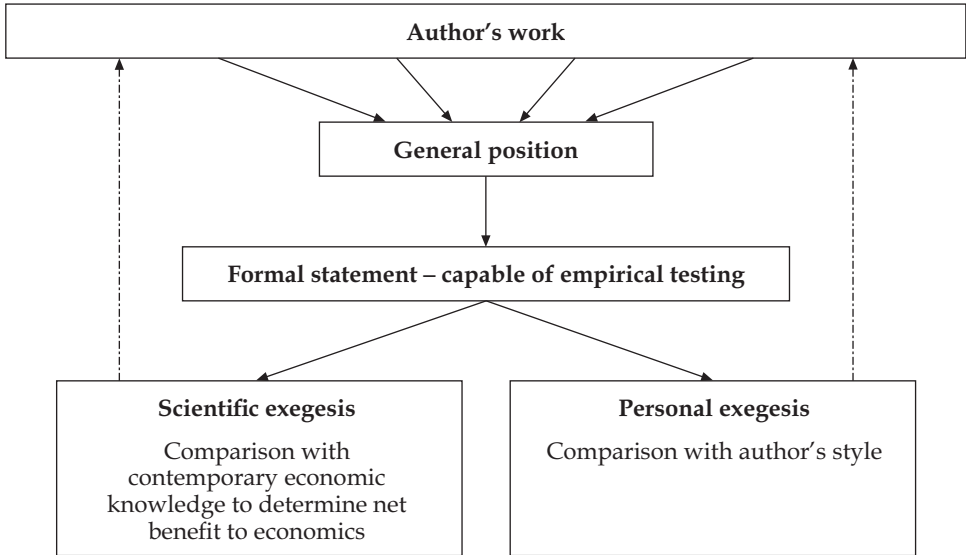 Author’s work
General position
Formal statement – capable of empirical testing
Scientific exegesis
Comparison with
contemporary economic
knowledge to determine net
benefit to economics
Personal exegesis
Comparison with author’s style